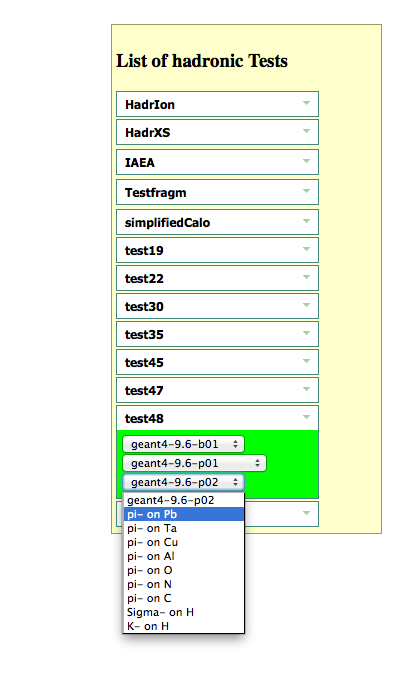 List of hadronic Tests
HadrIon
HadrXS
IAEA
Testfragm
simplifiedCalo
test19
test22
test30
test35
test45
test47
test48
geant4-9.6-b01
geant4-9.6-p01
geant4-9.6-p02
geant4-9.6-p02
pi- on Pb
pi- on Ta
pi- on Cu
pi- on Al
pi- on O
pi- on N
pi- on C
Sigma- on H
K- on H